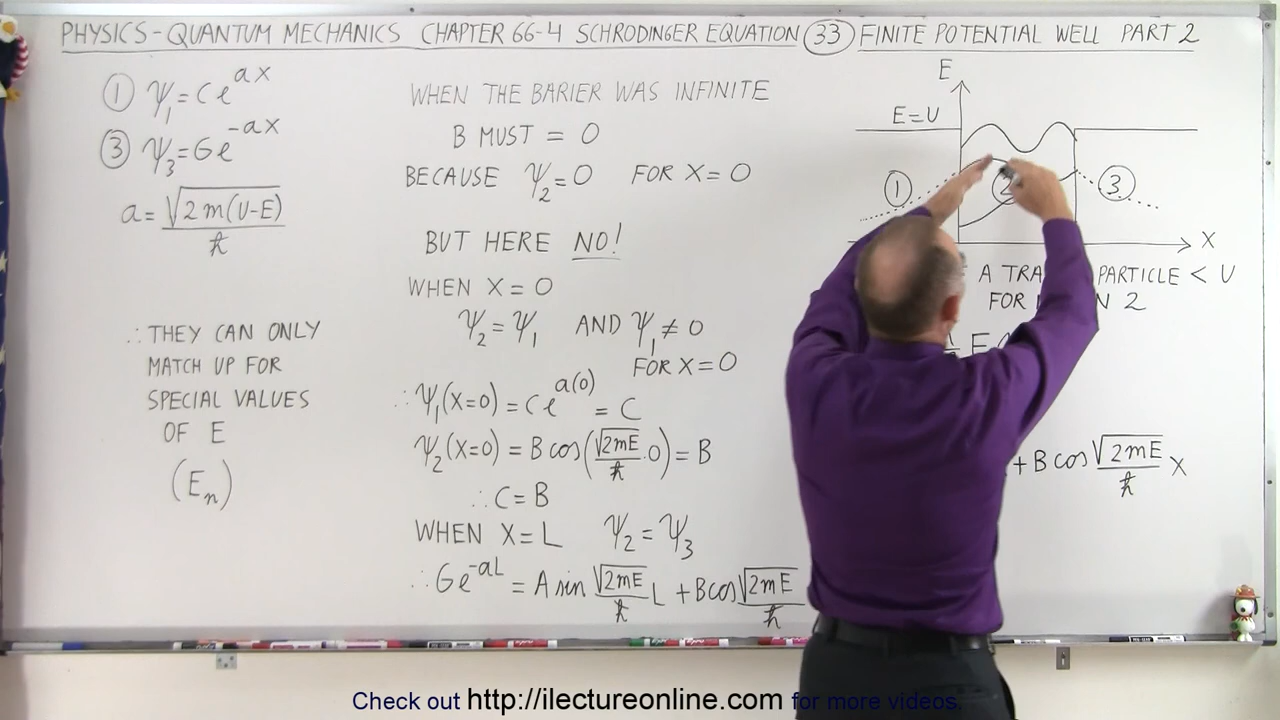 PHYSICS-QUANTUM MECHANICS CHAPTER 66-4 SCHRODINGER EQUATION 33 FINITE POTENTIAL WELL PART 2
① ψ₁=Ce^{ax}
③ ψ₃=Ge^{-ax}
a=√(2m(U-E))/ħ
∴ THEY CAN ONLY
MATCH UP FOR
SPECIAL VALUES
OF E
(Eₙ)
WHEN THE BARIER WAS INFINITE
B MUST = 0
BECAUSE ψ₂=0 FOR X=0
BUT HERE NO!
WHEN X=0
ψ₂=ψ₁ AND ψ₁≠0
FOR X=0
∴ψ₁(X=0)=Ce^{a(0)}=C
ψ₂(X=0)=B cos(√(2mE)/ħ·0)=B
∴C=B
WHEN X=L ψ₂=ψ₃
∴Ge^{-aL}=A sin √(2mE)/ħ L + B cos √(2mE)/ħ
E
E=U
① ② ③
X
A PARTICLE < U
FOR 2
+ B cos √(2mE)/ħ X
Check out http://ilectureonline.com for more videos.